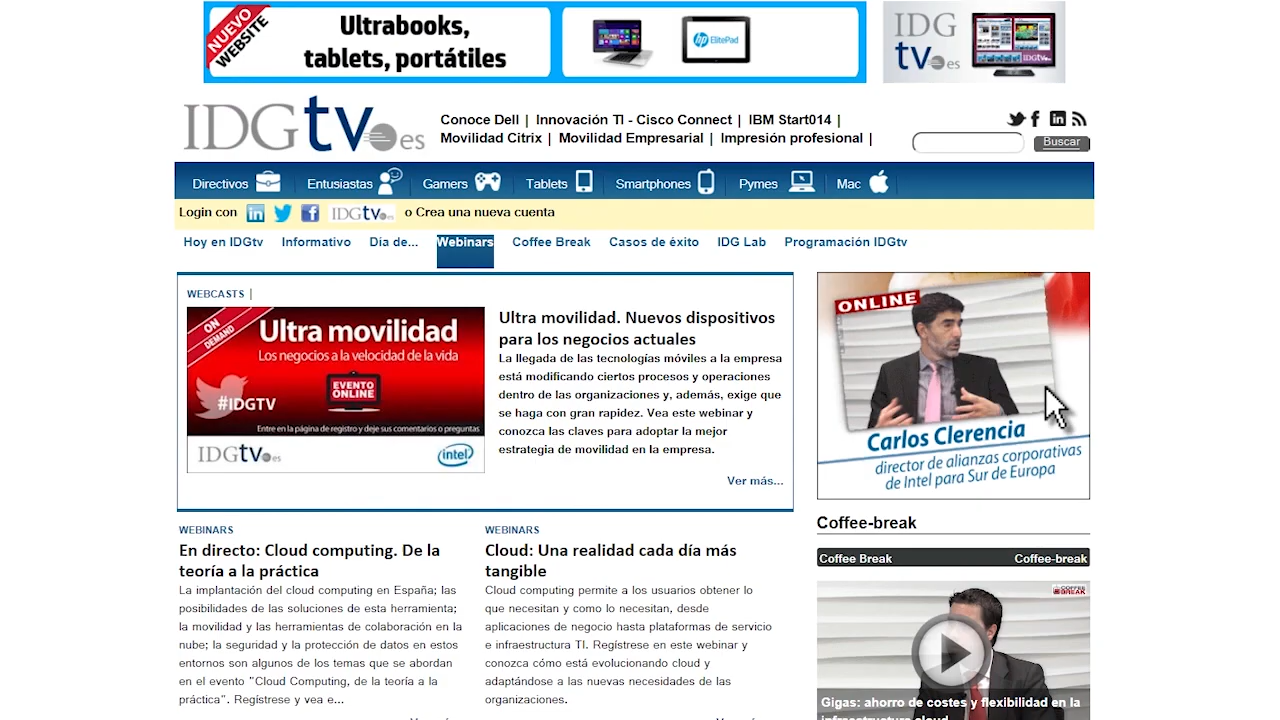 NUEVO
WEBSITE
Ultrabooks,
tablets, portátiles
hp ElitePad
IDG
tv.es
IDGtv.es
Conoce Dell | Innovación TI - Cisco Connect | IBM Start014 |
Movilidad Citrix | Movilidad Empresarial | Impresión profesional |
Buscar
Directivos Entusiastas Gamers Tablets Smartphones Pymes Mac
Login con IDGtv.es o Crea una nueva cuenta
Hoy en IDGtv Informativo Día de... Webinars Coffee Break Casos de éxito IDG Lab Programación IDGtv
WEBCASTS |
ON
DEMAND
Ultra movilidad
Los negocios a la velocidad de la vida
EVENTO
ONLINE
#IDGTV
Entre en la página de registro y deje sus comentarios o preguntas
IDGtv.es
intel
Ultra movilidad. Nuevos dispositivos
para los negocios actuales
La llegada de las tecnologías móviles a la empresa
está modificando ciertos procesos y operaciones
dentro de las organizaciones y, además, exige que
se haga con gran rapidez. Vea este webinar y
conozca las claves para adoptar la mejor
estrategia de movilidad en la empresa.
Ver más...
ONLINE
Carlos Clerencia
director de alianzas corporativas
de Intel para Sur de Europa
WEBINARS
En directo: Cloud computing. De la
teoría a la práctica
La implantación del cloud computing en España; las
posibilidades de las soluciones de esta herramienta;
la movilidad y las herramientas de colaboración en la
nube; la seguridad y la protección de datos en estos
entornos son algunos de los temas que se abordan
en el evento "Cloud Computing, de la teoría a la
práctica". Regístrese y vea e...
WEBINARS
Cloud: Una realidad cada día más
tangible
Cloud computing permite a los usuarios obtener lo
que necesitan y como lo necesitan, desde
aplicaciones de negocio hasta plataformas de servicio
e infraestructura TI. Regístrese en este webinar y
conozca cómo está evolucionando cloud y
adaptándose a las nuevas necesidades de las
organizaciones.
Coffee-break
Coffee Break Coffee-break
COFFEE
BREAK
Gigas: ahorro de costes y flexibilidad en la
infraestructura cloud